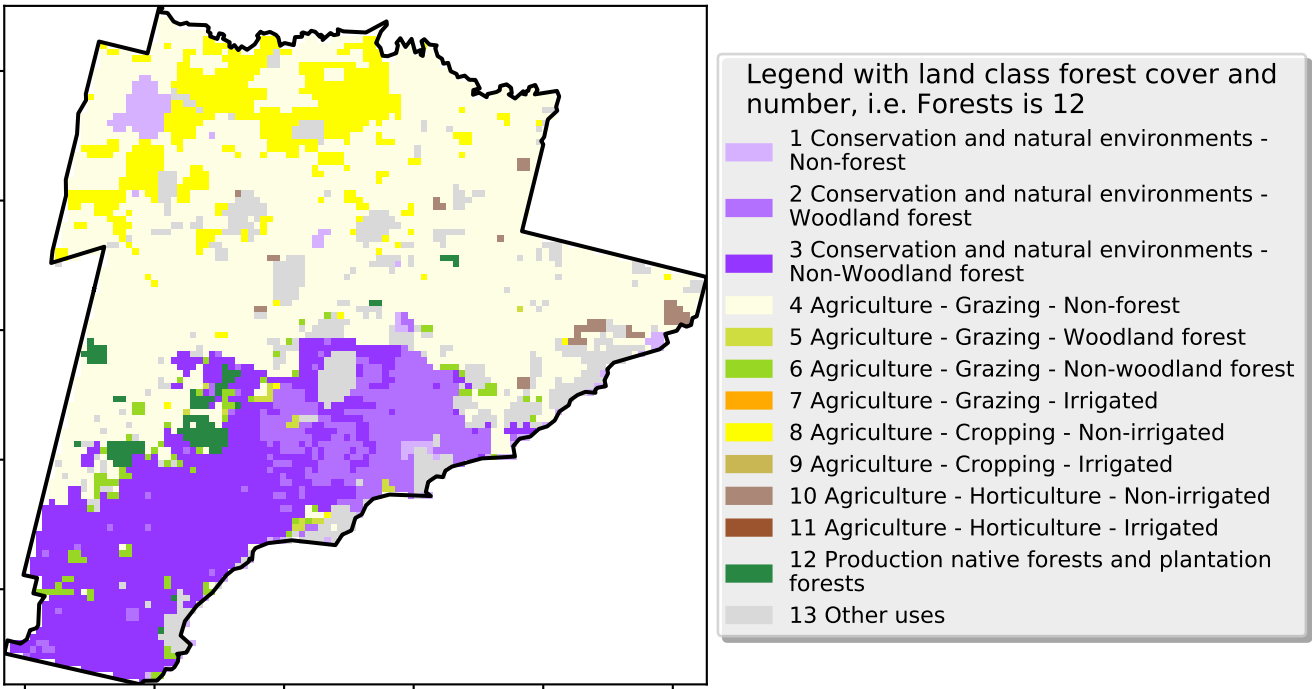 Legend with land class forest cover and
number, i.e. Forests is 12
1 Conservation and natural environments -
Non-forest
2 Conservation and natural environments -
Woodland forest
3 Conservation and natural environments -
Non-Woodland forest
4 Agriculture - Grazing - Non-forest
5 Agriculture - Grazing - Woodland forest
6 Agriculture - Grazing - Non-woodland forest
7 Agriculture - Grazing - Irrigated
8 Agriculture - Cropping - Non-irrigated
9 Agriculture - Cropping - Irrigated
10 Agriculture - Horticulture - Non-irrigated
11 Agriculture - Horticulture - Irrigated
12 Production native forests and plantation
forests
13 Other uses